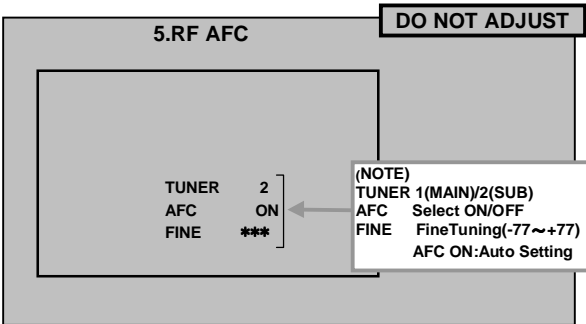 DO NOT ADJUST
5.RF AFC
TUNER 2
AFC ON
FINE ***
(NOTE)
TUNER 1(MAIN)/2(SUB)
AFC Select ON/OFF
FINE FineTuning(-77～+77)
AFC ON:Auto Setting